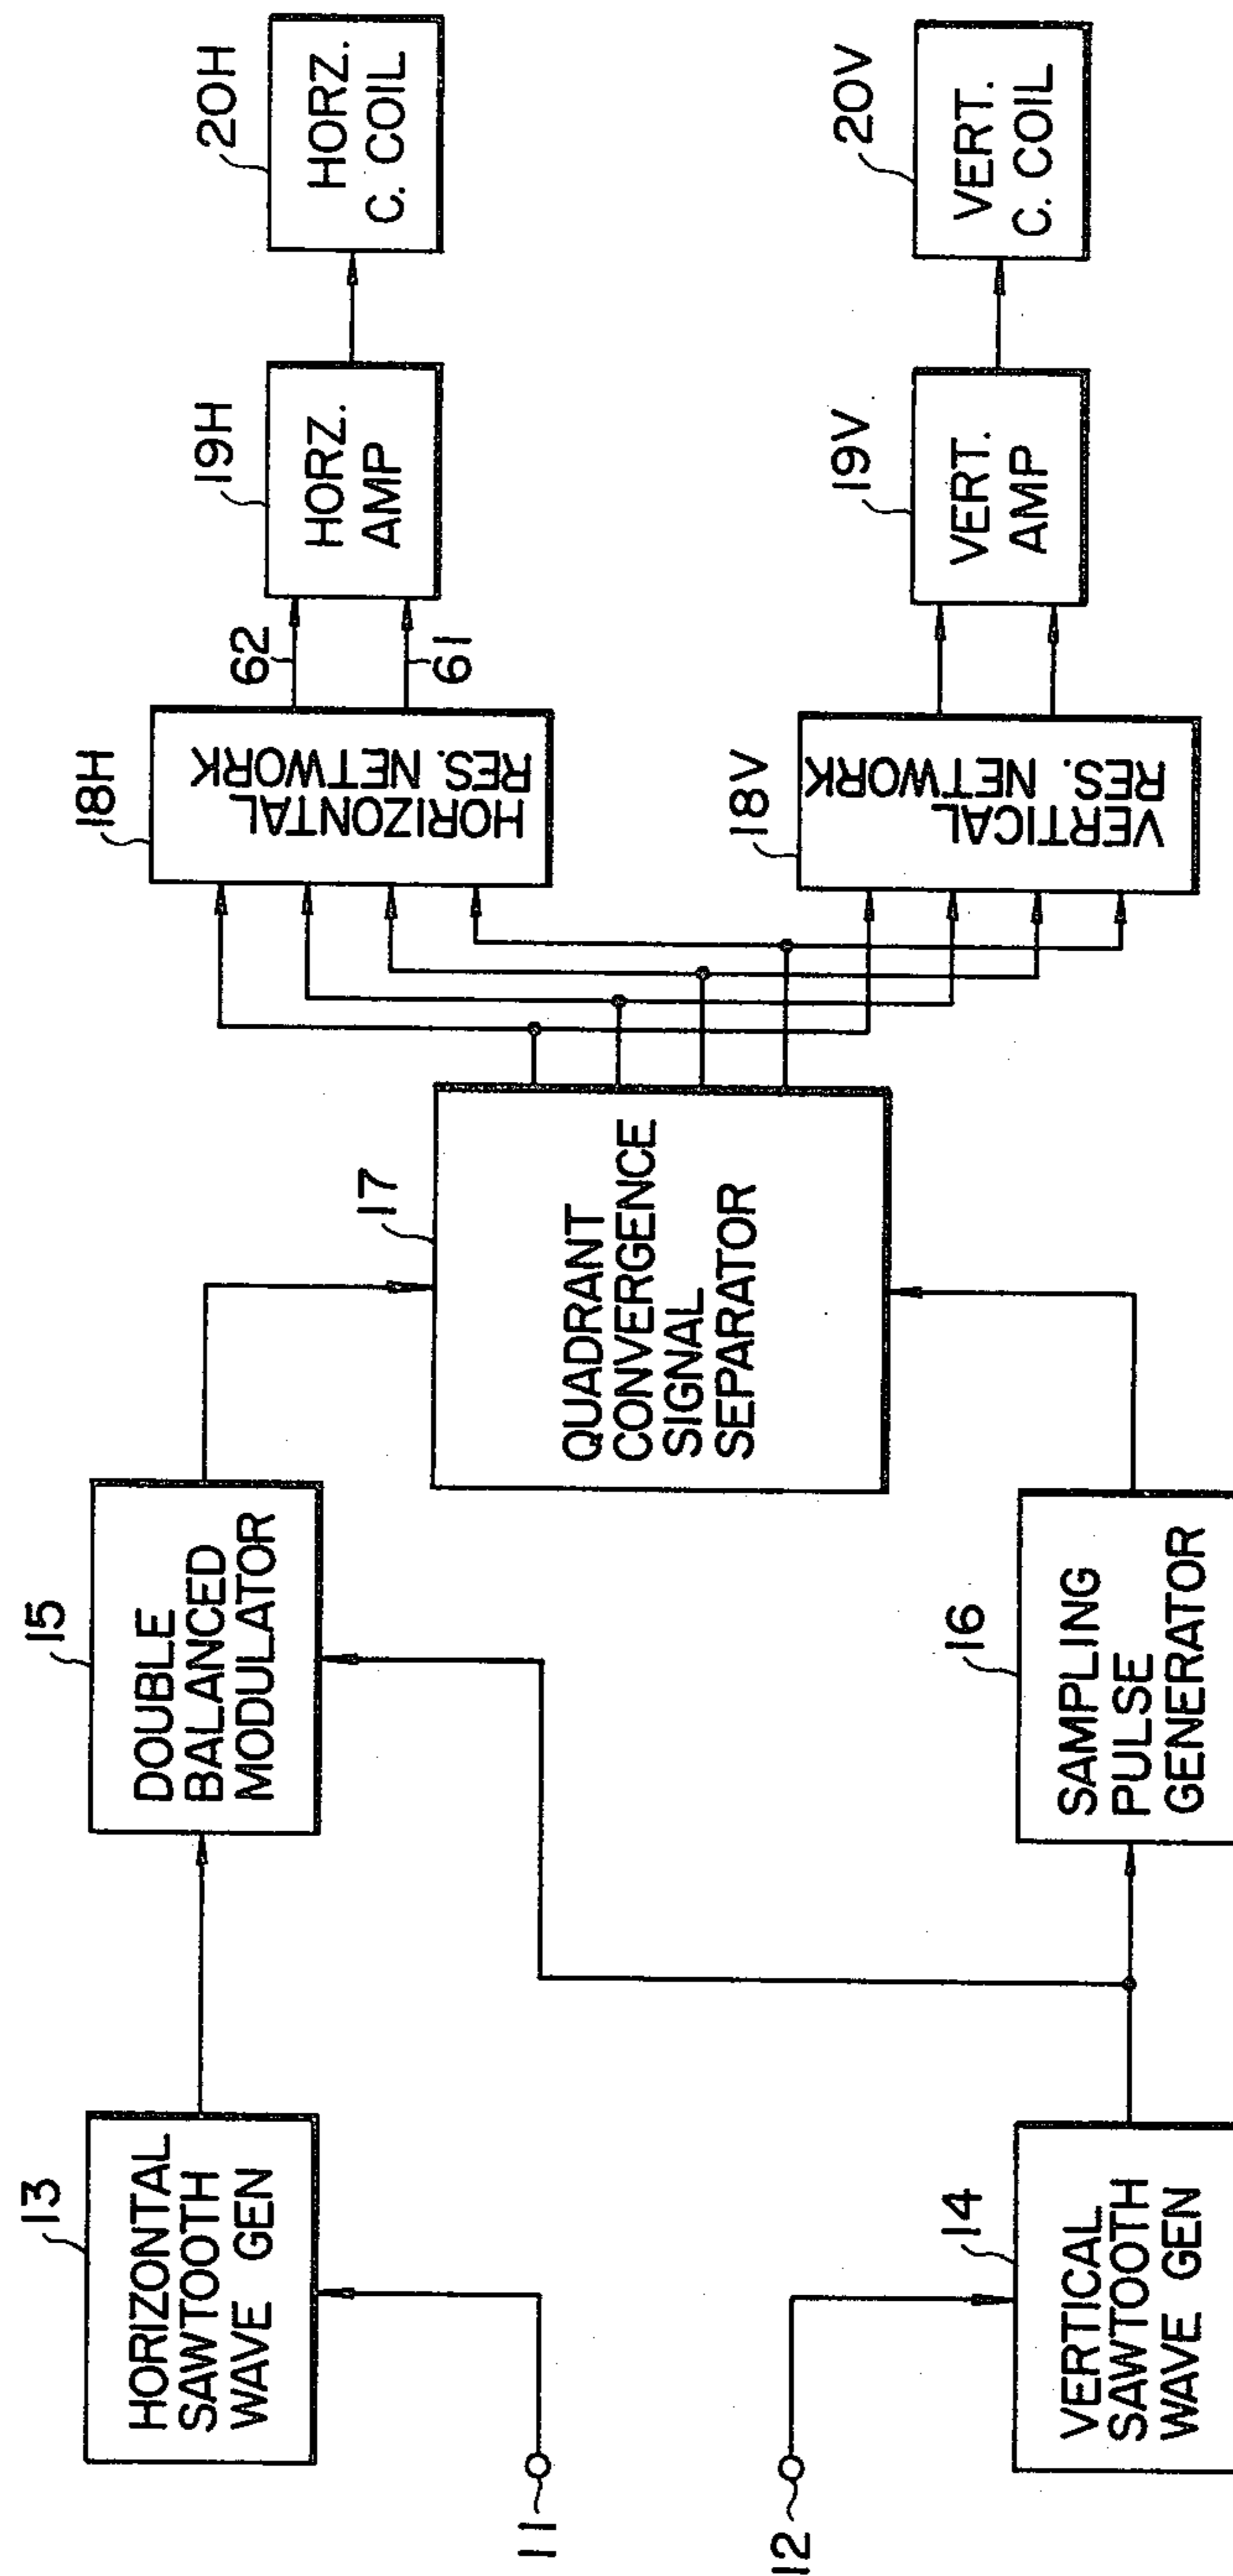 11
12
13
HORIZONTAL
SAWTOOTH
WAVE GEN
14
VERTICAL
SAWTOOTH
WAVE GEN
15
DOUBLE
BALANCED
MODULATOR
16
SAMPLING
PULSE
GENERATOR
17
QUADRANT
CONVERGENCE
SIGNAL
SEPARATOR
18H
HORIZONTAL
RES. NETWORK
18V
VERTICAL
RES. NETWORK
62
61
19H
HORZ.
AMP
19V
VERT.
AMP
20H
HORZ.
C. COIL
20V
VERT.
C. COIL